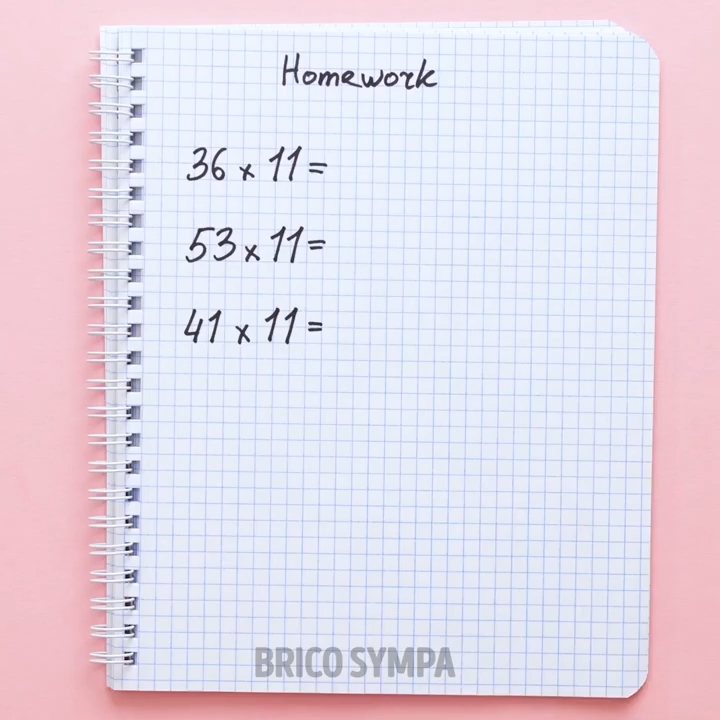 Homework
36 x 11 =
53 x 11 =
41 x 11 =
BRICO SYMPA